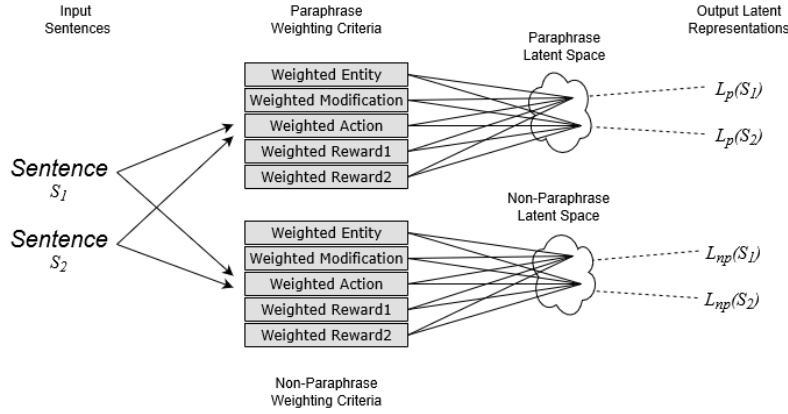 Input
Sentences
Paraphrase
Weighting Criteria
Output Latent
Representations
Paraphrase
Latent Space
Weighted Entity
Weighted Modification
Weighted Action
Weighted Reward1
Weighted Reward2
Lp(S1)
Lp(S2)
Sentence
S1
Sentence
S2
Non-Paraphrase
Latent Space
Weighted Entity
Weighted Modification
Weighted Action
Weighted Reward1
Weighted Reward2
Lnp(S1)
Lnp(S2)
Non-Paraphrase
Weighting Criteria